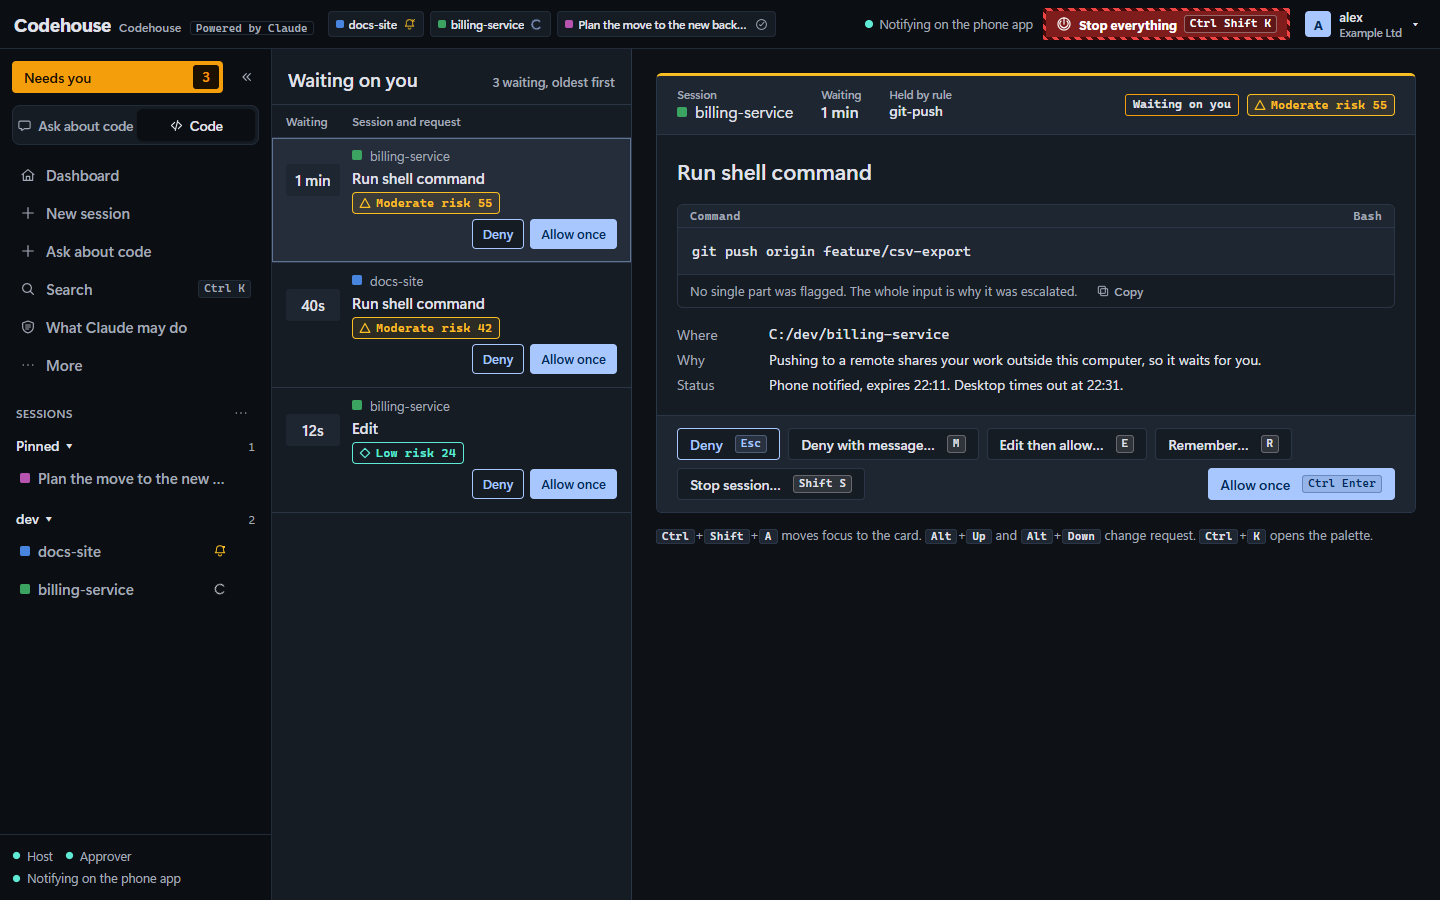 Codehouse Codehouse Powered by Claude
docs-site billing-service Plan the move to the new back...
Notifying on the phone app
Stop everything Ctrl Shift K
A alex
Example Ltd
Needs you 3
Ask about code Code
Dashboard
New session
Ask about code
Search Ctrl K
What Claude may do
More
SESSIONS
Pinned 1
Plan the move to the new ...
dev 2
docs-site
billing-service
Host Approver
Notifying on the phone app
Waiting on you 3 waiting, oldest first
Waiting Session and request
billing-service
1 min Run shell command
Moderate risk 55
Deny Allow once
docs-site
40s Run shell command
Moderate risk 42
Deny Allow once
billing-service
12s Edit
Low risk 24
Deny Allow once
Session Waiting Held by rule
billing-service 1 min git-push
Waiting on you Moderate risk 55
Run shell command
Command Bash
git push origin feature/csv-export
No single part was flagged. The whole input is why it was escalated. Copy
Where C:/dev/billing-service
Why Pushing to a remote shares your work outside this computer, so it waits for you.
Status Phone notified, expires 22:11. Desktop times out at 22:31.
Deny Esc Deny with message... M Edit then allow... E Remember... R
Stop session... Shift S Allow once Ctrl Enter
Ctrl+Shift+A moves focus to the card. Alt+Up and Alt+Down change request. Ctrl+K opens the palette.